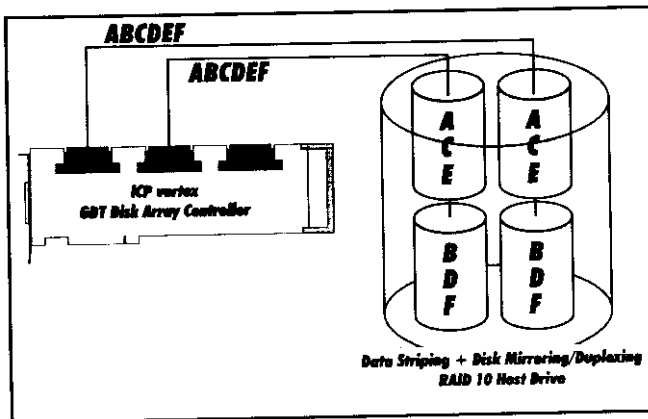 ABCDEF
ABCDEF
A
C
E
A
C
E
ICP vortex
GDT Disk Array Controller
B
D
F
B
D
F
Data Striping + Disk Mirroring/Duplexing
RAID 10 Host Drive